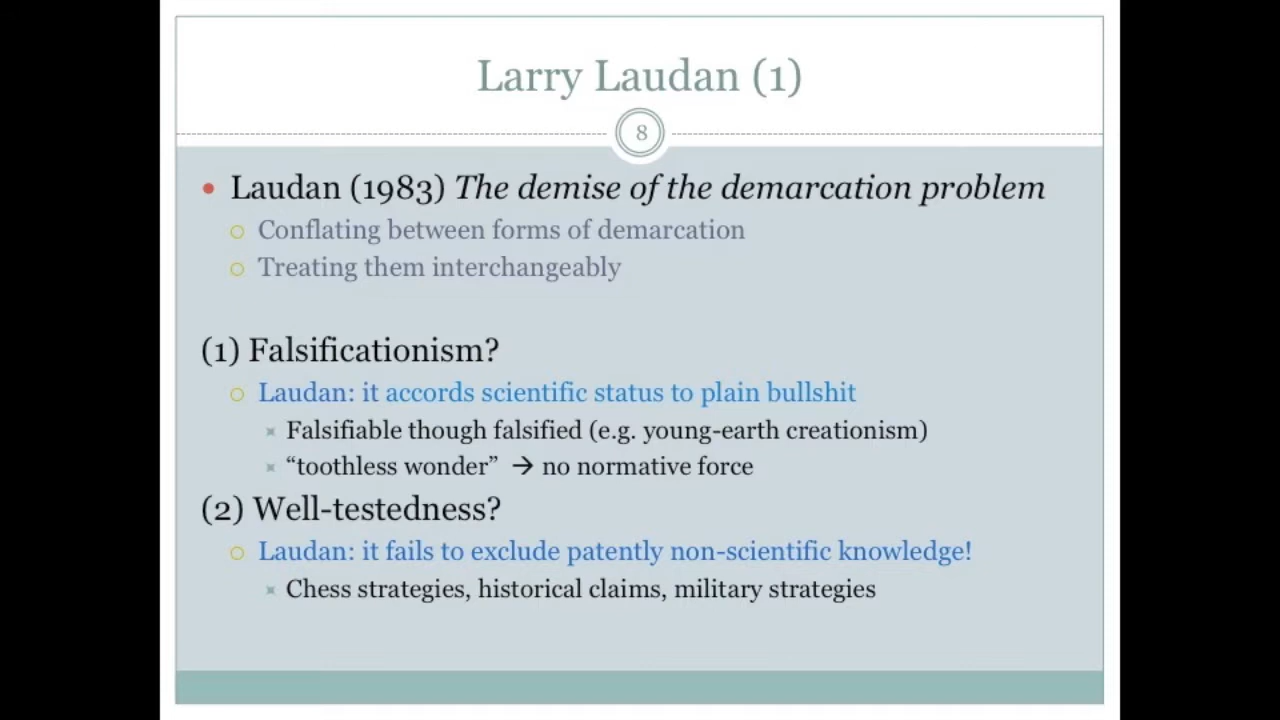 Larry Laudan (1)
8
• Laudan (1983) The demise of the demarcation problem
○ Conflating between forms of demarcation
○ Treating them interchangeably
(1) Falsificationism?
○ Laudan: it accords scientific status to plain bullshit
× Falsifiable though falsified (e.g. young-earth creationism)
× “toothless wonder” → no normative force
(2) Well-testedness?
○ Laudan: it fails to exclude patently non-scientific knowledge!
× Chess strategies, historical claims, military strategies